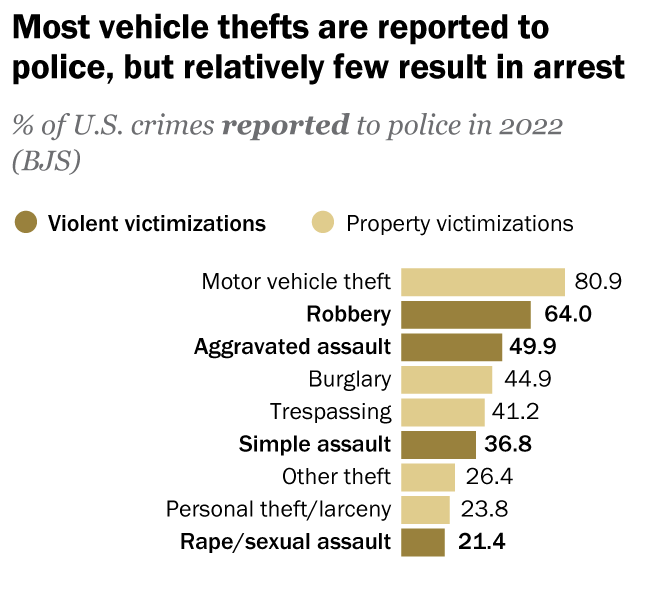 Most vehicle thefts are reported to
police, but relatively few result in arrest
% of U.S. crimes reported to police in 2022
(BJS)
Violent victimizations Property victimizations
Motor vehicle theft 80.9
Robbery 64.0
Aggravated assault 49.9
Burglary 44.9
Trespassing 41.2
Simple assault 36.8
Other theft 26.4
Personal theft/larceny 23.8
Rape/sexual assault 21.4